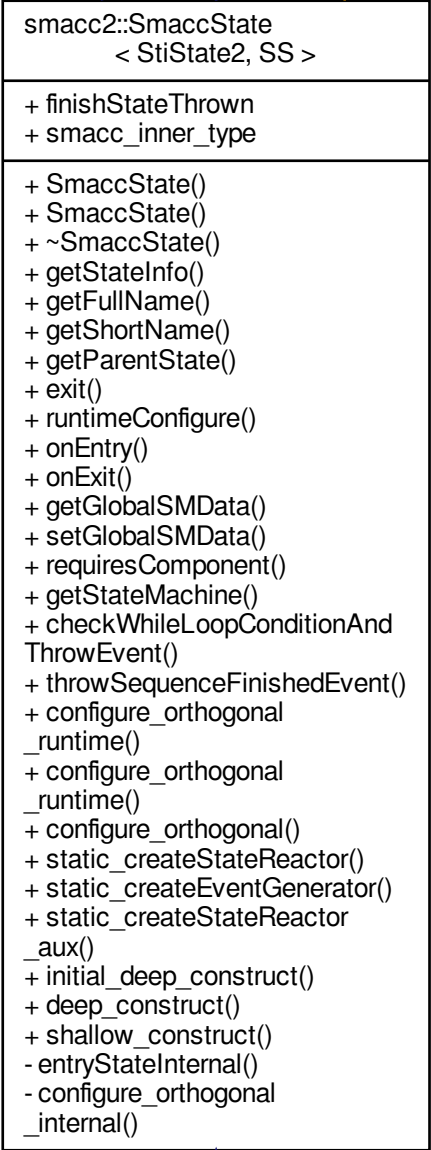 smacc2::SmaccState
< StiState2, SS >
+ finishStateThrown
+ smacc_inner_type
+ SmaccState()
+ SmaccState()
+ ~SmaccState()
+ getStateInfo()
+ getFullName()
+ getShortName()
+ getParentState()
+ exit()
+ runtimeConfigure()
+ onEntry()
+ onExit()
+ getGlobalSMData()
+ setGlobalSMData()
+ requiresComponent()
+ getStateMachine()
+ checkWhileLoopConditionAnd
ThrowEvent()
+ throwSequenceFinishedEvent()
+ configure_orthogonal
_runtime()
+ configure_orthogonal
_runtime()
+ configure_orthogonal()
+ static_createStateReactor()
+ static_createEventGenerator()
+ static_createStateReactor
_aux()
+ initial_deep_construct()
+ deep_construct()
+ shallow_construct()
- entryStateInternal()
- configure_orthogonal
_internal()